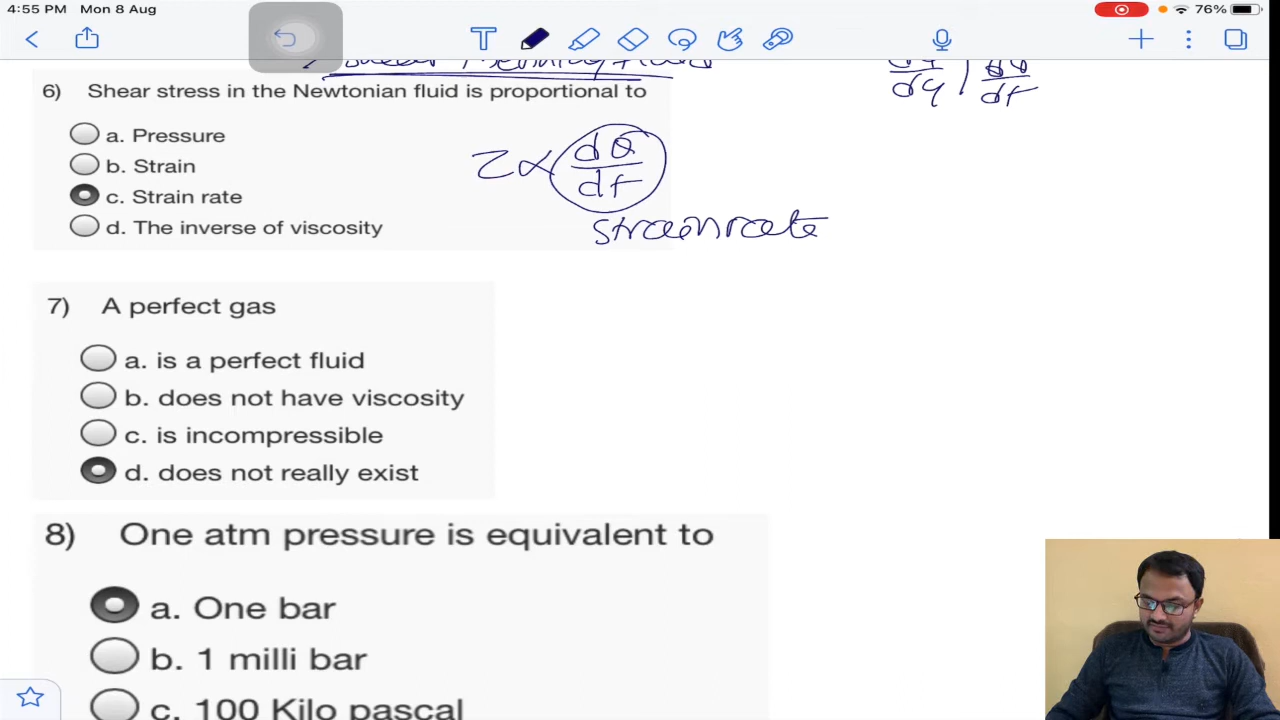 4:55 PM Mon 8 Aug
76%
6) Shear stress in the Newtonian fluid is proportional to
a. Pressure
b. Strain
c. Strain rate
d. The inverse of viscosity
τ ∝ dθ
dt
strain rate
7) A perfect gas
a. is a perfect fluid
b. does not have viscosity
c. is incompressible
d. does not really exist
8) One atm pressure is equivalent to
a. One bar
b. 1 milli bar
c. 100 Kilo pascal